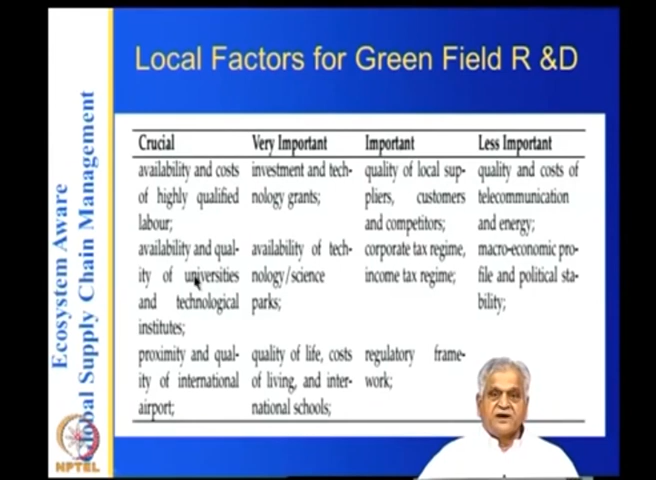 Local Factors for Green Field R &D
Ecosystem Aware
Global Supply Chain Management
Crucial Very Important Important Less Important
availability and costs investment and tech- quality of local sup- quality and costs of
of highly qualified nology grants; pliers, customers telecommunication
labour; and competitors; and energy;
availability and qual- availability of tech- corporate tax regime, macro-economic pro-
ity of universities nology/science income tax regime; file and political sta-
and technological parks; bility;
institutes;
proximity and qual- quality of life, costs regulatory frame-
ity of international of living, and inter- work;
airport; national schools;
NPTEL